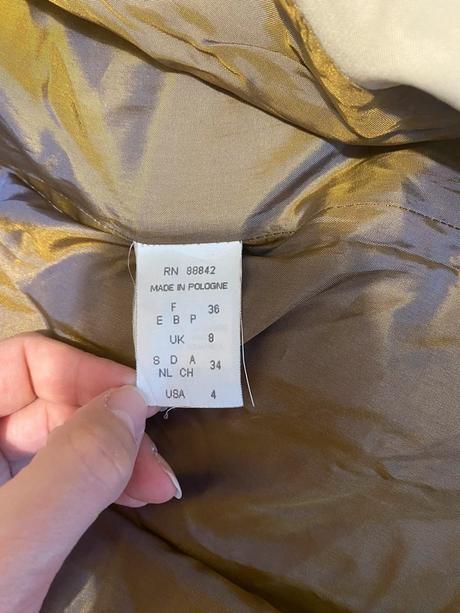 RN 88842
MADE IN POLOGNE
F
E B P 36
UK 8
S D A
NL CH 34
USA 4